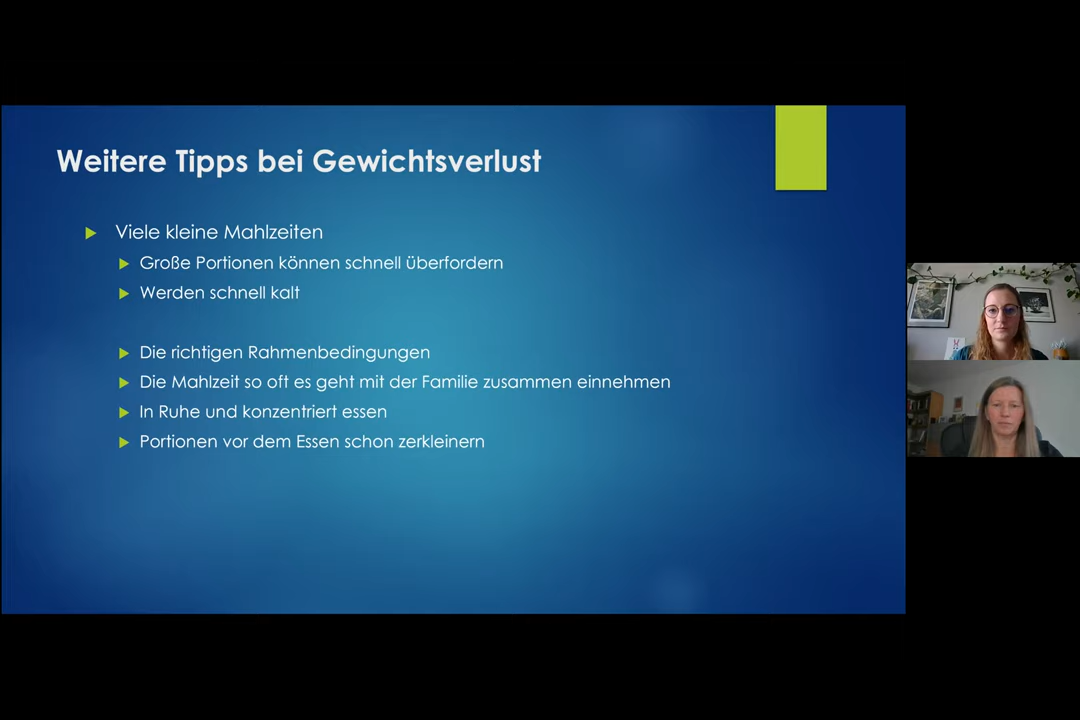 Weitere Tipps bei Gewichtsverlust
Viele kleine Mahlzeiten
Große Portionen können schnell überfordern
Werden schnell kalt
Die richtigen Rahmenbedingungen
Die Mahlzeit so oft es geht mit der Familie zusammen einnehmen
In Ruhe und konzentriert essen
Portionen vor dem Essen schon zerkleinern